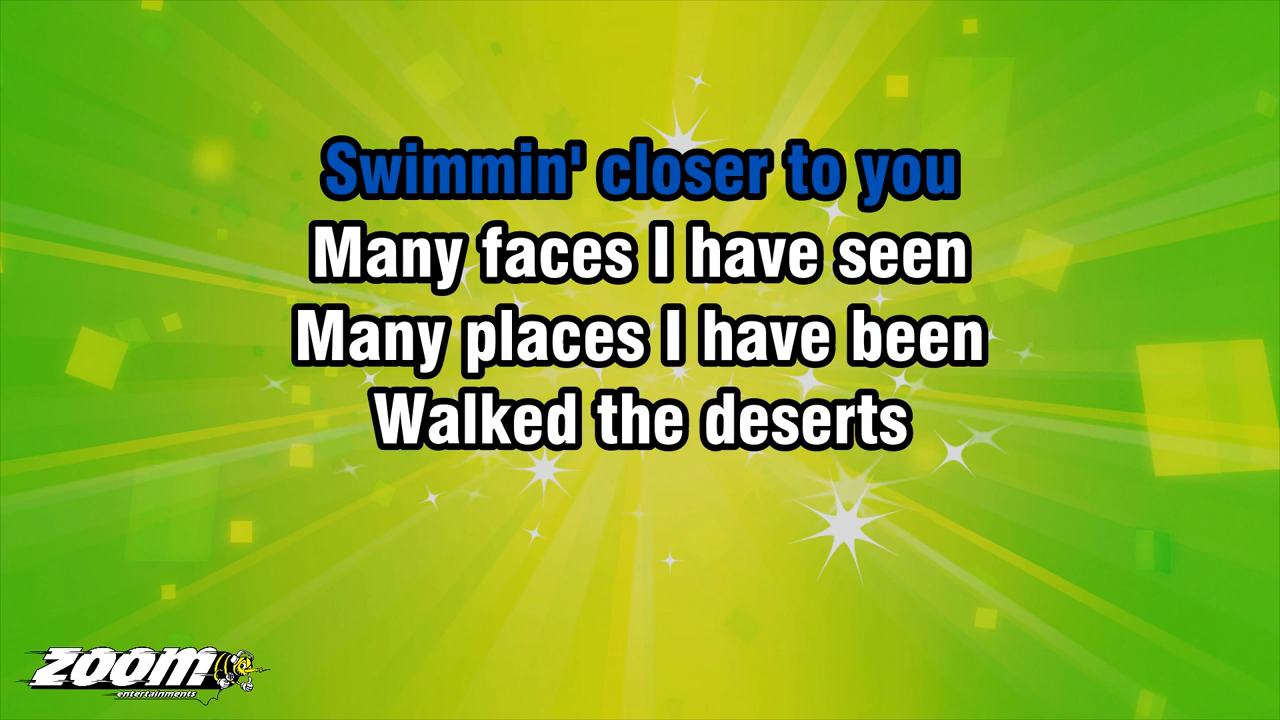 Swimmin' closer to you
Many faces I have seen
Many places I have been
Walked the deserts
ZOOM
entertainments